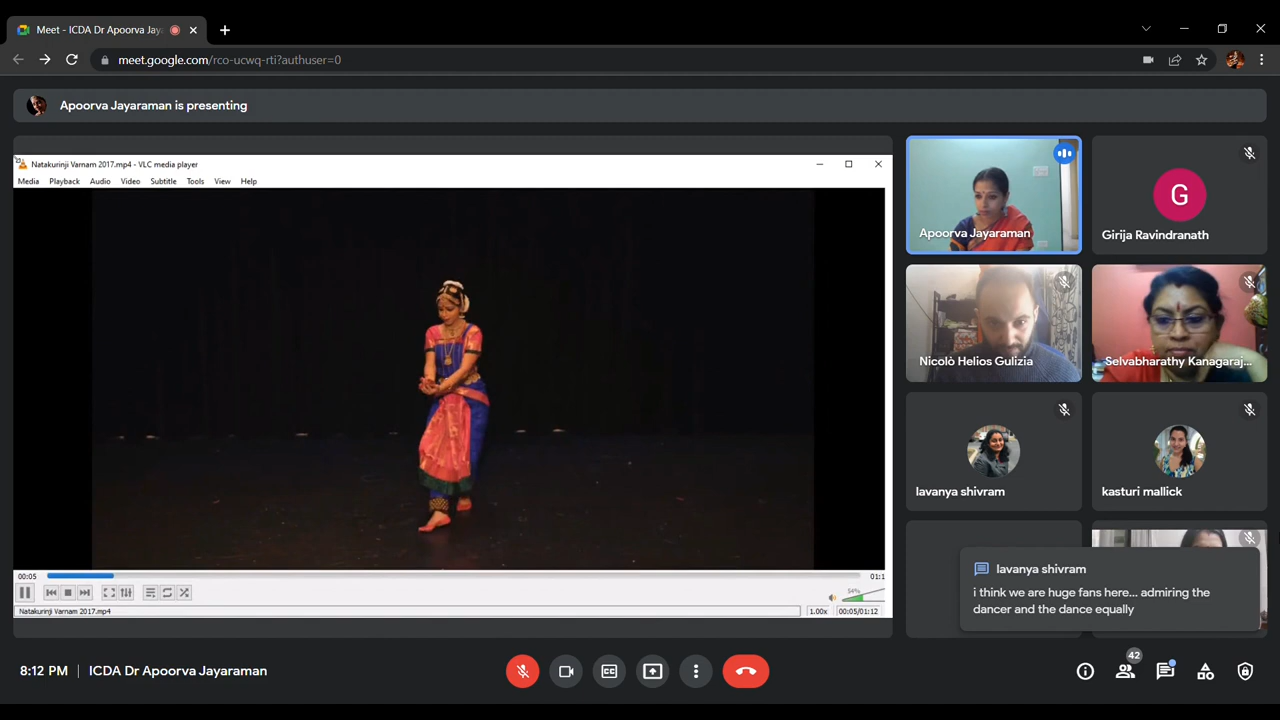 Meet - ICDA Dr Apoorva Jay
meet.google.com/rco-ucwq-rti?authuser=0
Apoorva Jayaraman is presenting
Natakurinji Varnam 2017.mp4 - VLC media player
Media Playback Audio Video Subtitle Tools View Help
00:05
01:1
54%
Natakurinji Varnam 2017.mp4
1.00x
00:05/01:12
Apoorva Jayaraman
G
Girija Ravindranath
Nicolò Helios Gulizia
Selvabharathy Kanagaraj...
lavanya shivram
kasturi mallick
lavanya shivram
i think we are huge fans here... admiring the
dancer and the dance equally
8:12 PM | ICDA Dr Apoorva Jayaraman
42